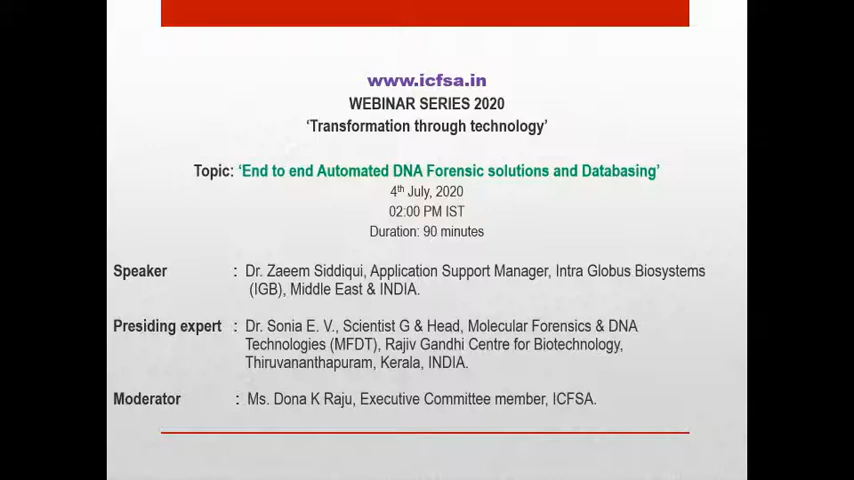 www.icfsa.in
WEBINAR SERIES 2020
‘Transformation through technology’
Topic: ‘End to end Automated DNA Forensic solutions and Databasing’
4th July, 2020
02:00 PM IST
Duration: 90 minutes
Speaker : Dr. Zaeem Siddiqui, Application Support Manager, Intra Globus Biosystems
(IGB), Middle East & INDIA.
Presiding expert : Dr. Sonia E. V., Scientist G & Head, Molecular Forensics & DNA
Technologies (MFDT), Rajiv Gandhi Centre for Biotechnology,
Thiruvananthapuram, Kerala, INDIA.
Moderator : Ms. Dona K Raju, Executive Committee member, ICFSA.